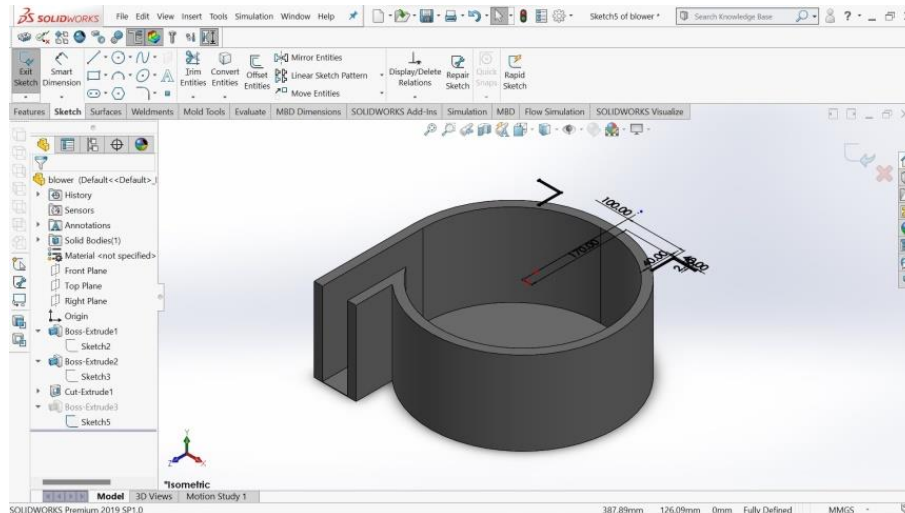 SOLIDWORKS File Edit View Insert Tools Simulation Window Help Sketch5 of blower * Search Knowledge Base
Exit Sketch
Smart Dimension
Trim Entities
Convert Entities
Offset Entities
Mirror Entities
Linear Sketch Pattern
Move Entities
Display/Delete Relations
Repair Sketch
Quick Snaps
Rapid Sketch
Features Sketch Surfaces Weldments Mold Tools Evaluate MBD Dimensions SOLIDWORKS Add-Ins Simulation MBD Flow Simulation SOLIDWORKS Visualize
blower (Default<<Default>_
History
Sensors
Annotations
Solid Bodies(1)
Material <not specified>
Front Plane
Top Plane
Right Plane
Origin
Boss-Extrude1
Sketch2
Boss-Extrude2
Sketch3
Cut-Extrude1
Boss-Extrude3
Sketch5
100.00
170.00
40.00
Y
Z
X
*Isometric
Model 3D Views Motion Study 1
SOLIDWORKS Premium 2019 SP1.0 387.89mm 126.09mm 0mm Fully Defined MMGS